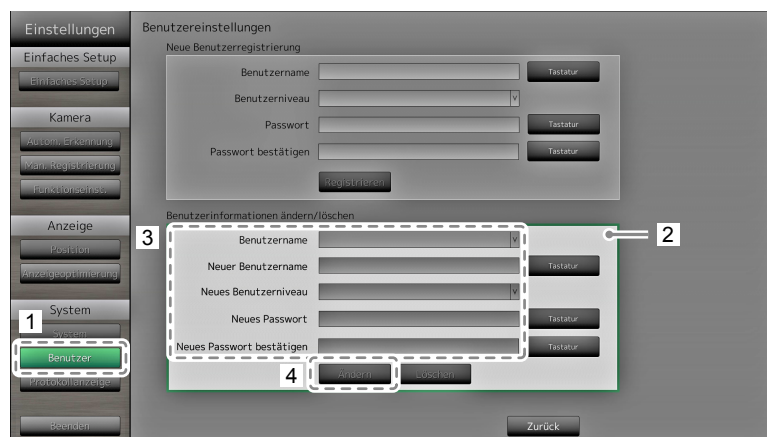 Einstellungen
Einfaches Setup
Einfaches Setup
Kamera
Autom. Erkennung
Man. Registrierung
Funktionseinst.
Anzeige
Position
Anzeigeoptimierung
System
1
System
Benutzer
Protokollanzeige
Beenden
Benutzereinstellungen
Neue Benutzerregistrierung
Benutzername Tastatur
Benutzerniveau
Passwort Tastatur
Passwort bestätigen Tastatur
Registrieren
Benutzerinformationen ändern/löschen
3 2
Benutzername
Neuer Benutzername Tastatur
Neues Benutzerniveau
Neues Passwort Tastatur
Neues Passwort bestätigen Tastatur
4 Ändern Löschen
Zurück